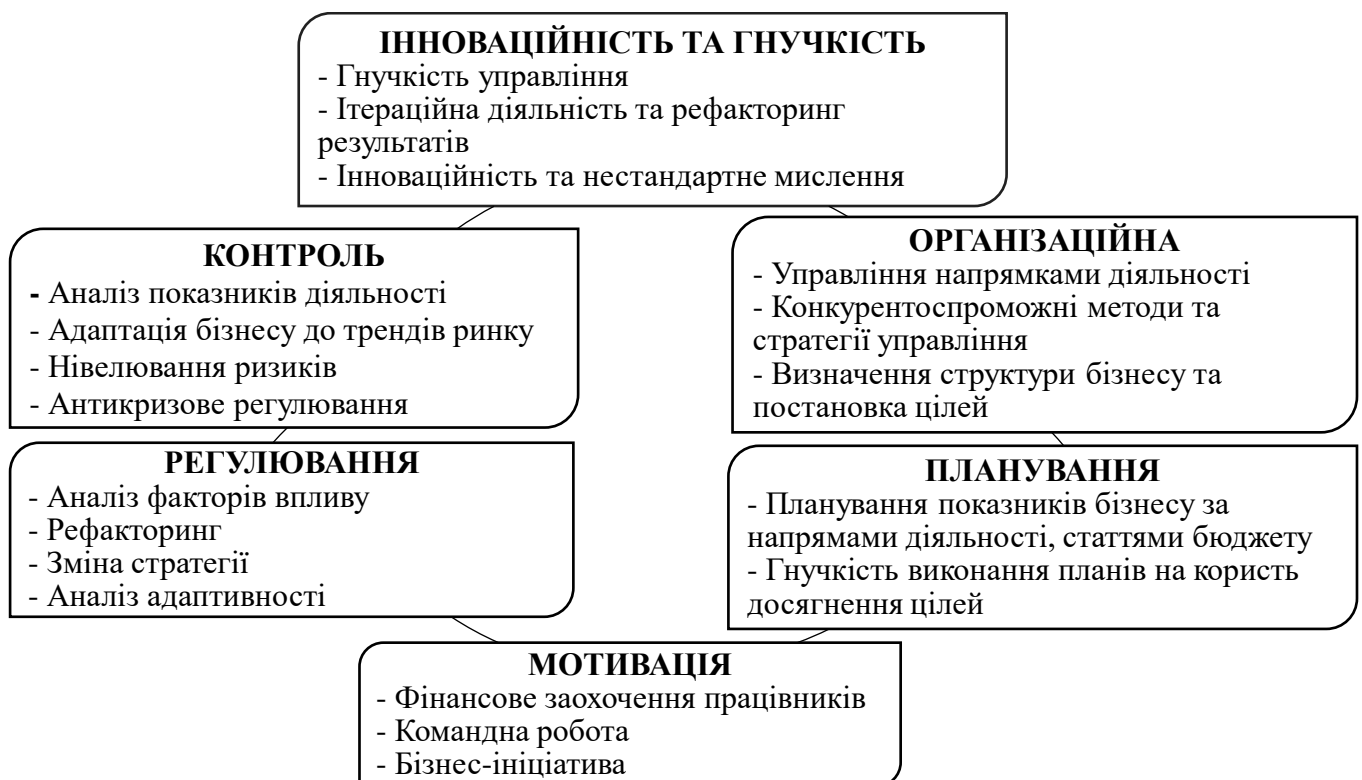 ІННОВАЦІЙНІСТЬ ТА ГНУЧКІСТЬ
- Гнучкість управління
- Ітераційна діяльність та рефакторинг
результатів
- Інноваційність та нестандартне мислення
КОНТРОЛЬ
- Аналіз показників діяльності
- Адаптація бізнесу до трендів ринку
- Нівелювання ризиків
- Антикризове регулювання
ОРГАНІЗАЦІЙНА
- Управління напрямками діяльності
- Конкурентоспроможні методи та
стратегії управління
- Визначення структури бізнесу та
постановка цілей
РЕГУЛЮВАННЯ
- Аналіз факторів впливу
- Рефакторинг
- Зміна стратегії
- Аналіз адаптивності
ПЛАНУВАННЯ
- Планування показників бізнесу за
напрямами діяльності, статтями бюджету
- Гнучкість виконання планів на користь
досягнення цілей
МОТИВАЦІЯ
- Фінансове заохочення працівників
- Командна робота
- Бізнес-ініціатива